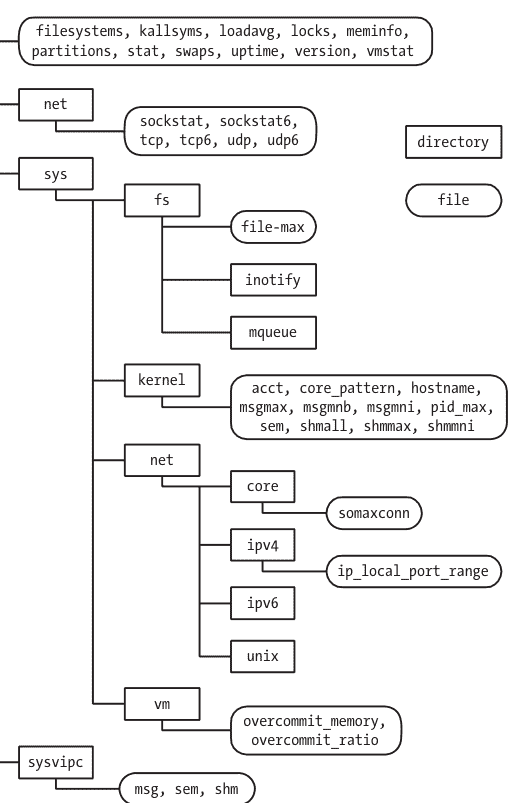 filesystems, kallsyms, loadavg, locks, meminfo,
partitions, stat, swaps, uptime, version, vmstat
net
sockstat, sockstat6,
tcp, tcp6, udp, udp6
directory
sys
fs
file
file-max
inotify
mqueue
kernel
acct, core_pattern, hostname,
msgmax, msgmnb, msgmni, pid_max,
sem, shmall, shmmax, shmmni
net
core
somaxconn
ipv4
ip_local_port_range
ipv6
unix
vm
overcommit_memory,
overcommit_ratio
sysvipc
msg, sem, shm